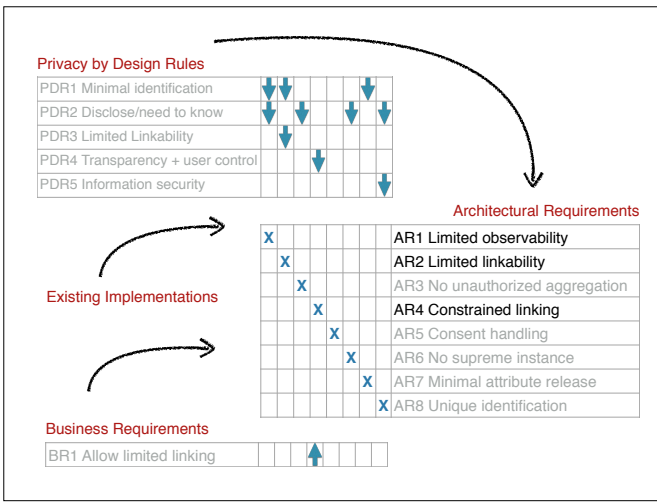 Privacy by Design Rules
PDR1 Minimal identification
PDR2 Disclose/need to know
PDR3 Limited Linkability
PDR4 Transparency + user control
PDR5 Information security
Architectural Requirements
X AR1 Limited observability
X AR2 Limited linkability
X AR3 No unauthorized aggregation
X AR4 Constrained linking
X AR5 Consent handling
X AR6 No supreme instance
X AR7 Minimal attribute release
X AR8 Unique identification
Existing Implementations
Business Requirements
BR1 Allow limited linking